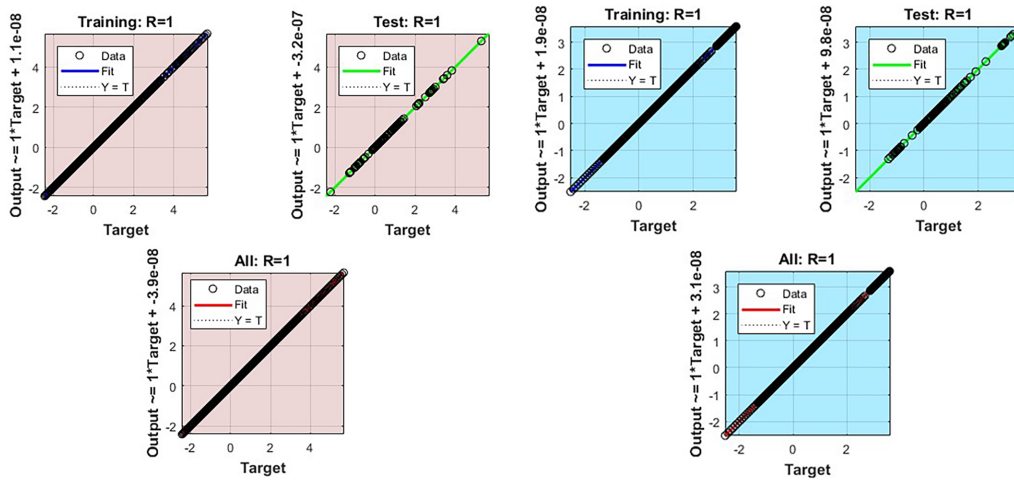 Training: R=1
Output ~= 1*Target + 1.1e-08
Data
Fit
Y = T
4
2
0
-2
0
2
4
Target
Test: R=1
Output ~= 1*Target + -3.2e-07
Data
Fit
Y = T
4
2
0
-2
-2
0
2
4
Target
Training: R=1
Output ~= 1*Target + 1.9e-08
Data
Fit
Y = T
3
2
1
0
-1
-2
-2
0
2
Target
Test: R=1
Output ~= 1*Target + 9.8e-08
Data
Fit
Y = T
3
2
1
0
-1
-2
-2
0
2
Target
All: R=1
Output ~= 1*Target + -3.9e-08
Data
Fit
Y = T
4
2
0
-2
-2
0
2
4
Target
All: R=1
Output ~= 1*Target + 3.1e-08
Data
Fit
Y = T
3
2
1
0
-1
-2
-2
0
2
Target